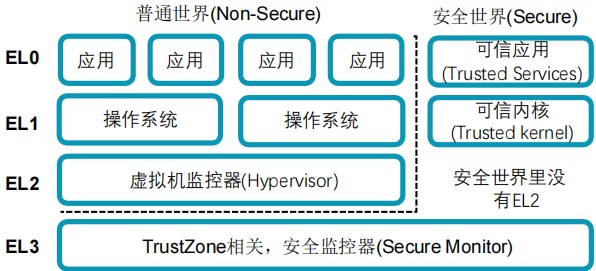 普通世界(Non-Secure) 安全世界(Secure)
EL0 应用 应用 应用 应用 可信应用
(Trusted Services)
EL1 操作系统 操作系统 可信内核
(Trusted kernel)
EL2 虚拟机监控器(Hypervisor) 安全世界里没
有EL2
EL3 TrustZone相关，安全监控器(Secure Monitor)